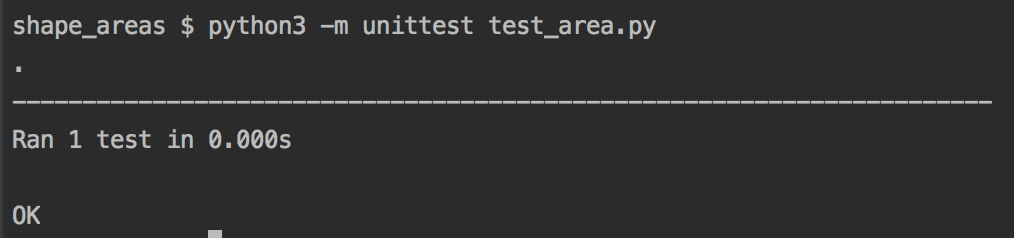 shape_areas $ python3 -m unittest test_area.py
.
----------------------------------------------------------------------
Ran 1 test in 0.000s
OK